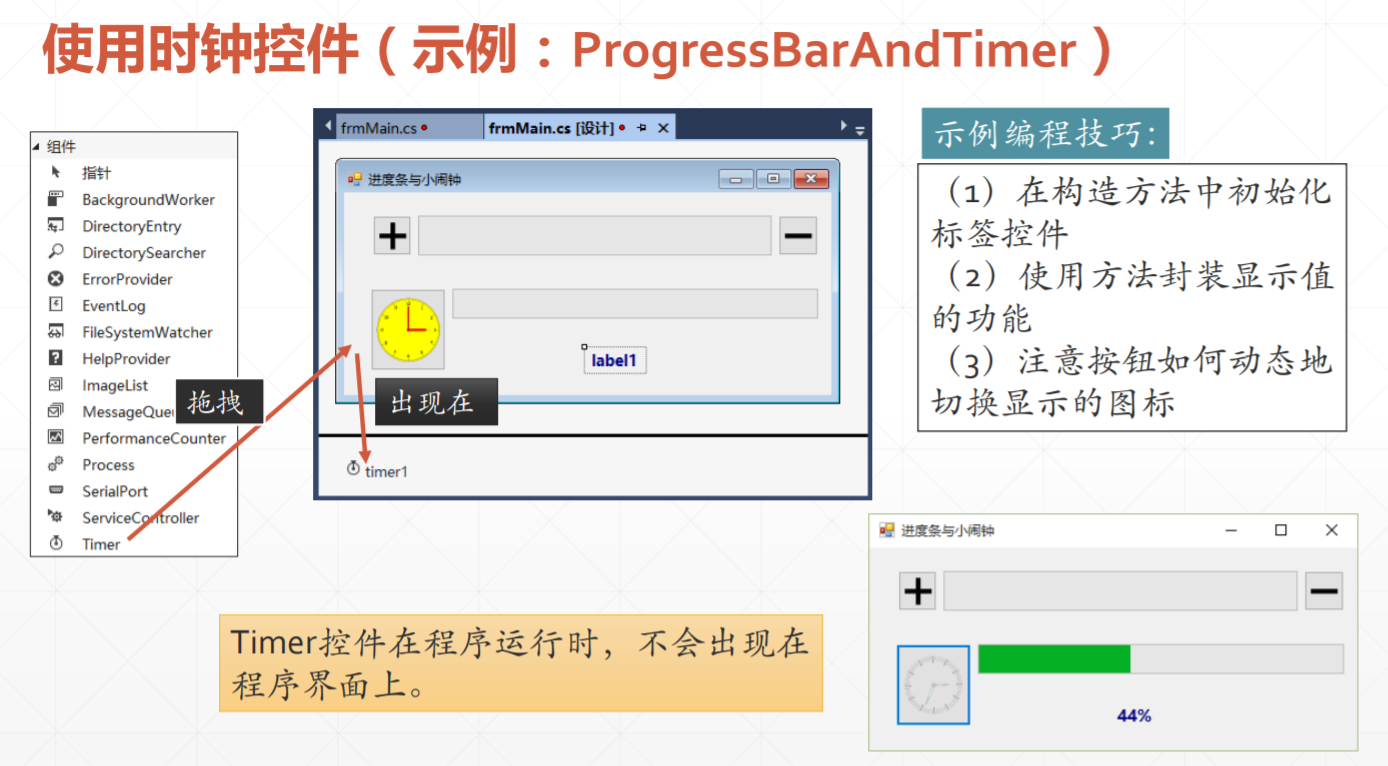 使用时钟控件（示例：ProgressBarAndTimer）
组件
指针
BackgroundWorker
DirectoryEntry
DirectorySearcher
ErrorProvider
EventLog
FileSystemWatcher
HelpProvider
ImageList
MessageQueu
PerformanceCounter
Process
SerialPort
ServiceController
Timer
拖拽
frmMain.cs
frmMain.cs [设计]
进度条与小闹钟
label1
出现在
timer1
示例编程技巧:
（1）在构造方法中初始化
标签控件
（2）使用方法封装显示值
的功能
（3）注意按钮如何动态地
切换显示的图标
Timer控件在程序运行时，不会出现在
程序界面上。
进度条与小闹钟
44%